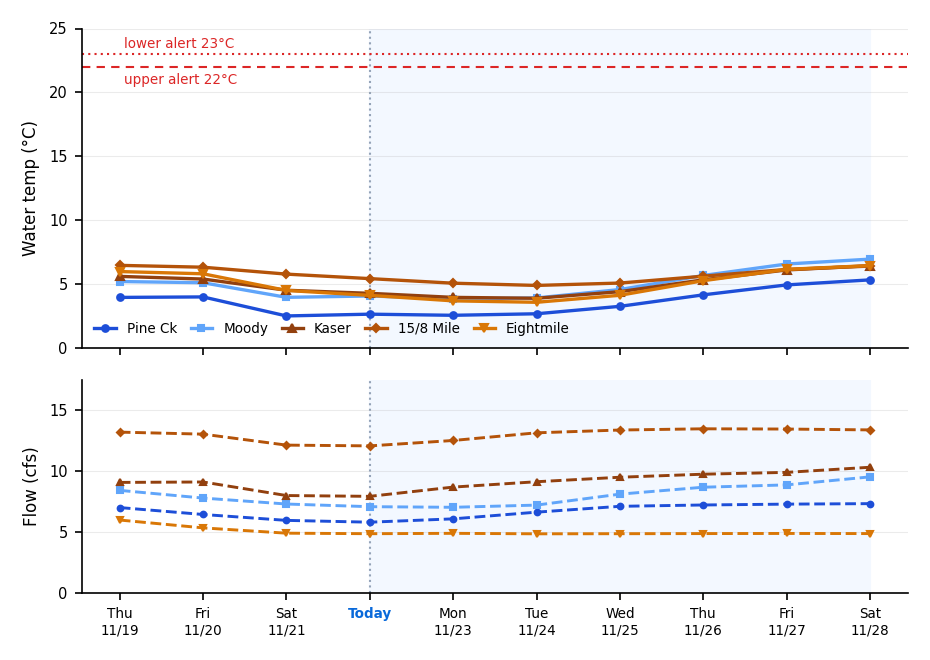 25
lower alert 23°C
upper alert 22°C
20
15
10
5
0
Water temp (°C)
Pine Ck Moody Kaser 15/8 Mile Eightmile
15
10
5
0
Flow (cfs)
Thu Fri Sat Today Mon Tue Wed Thu Fri Sat
11/19 11/20 11/21 11/23 11/24 11/25 11/26 11/27 11/28